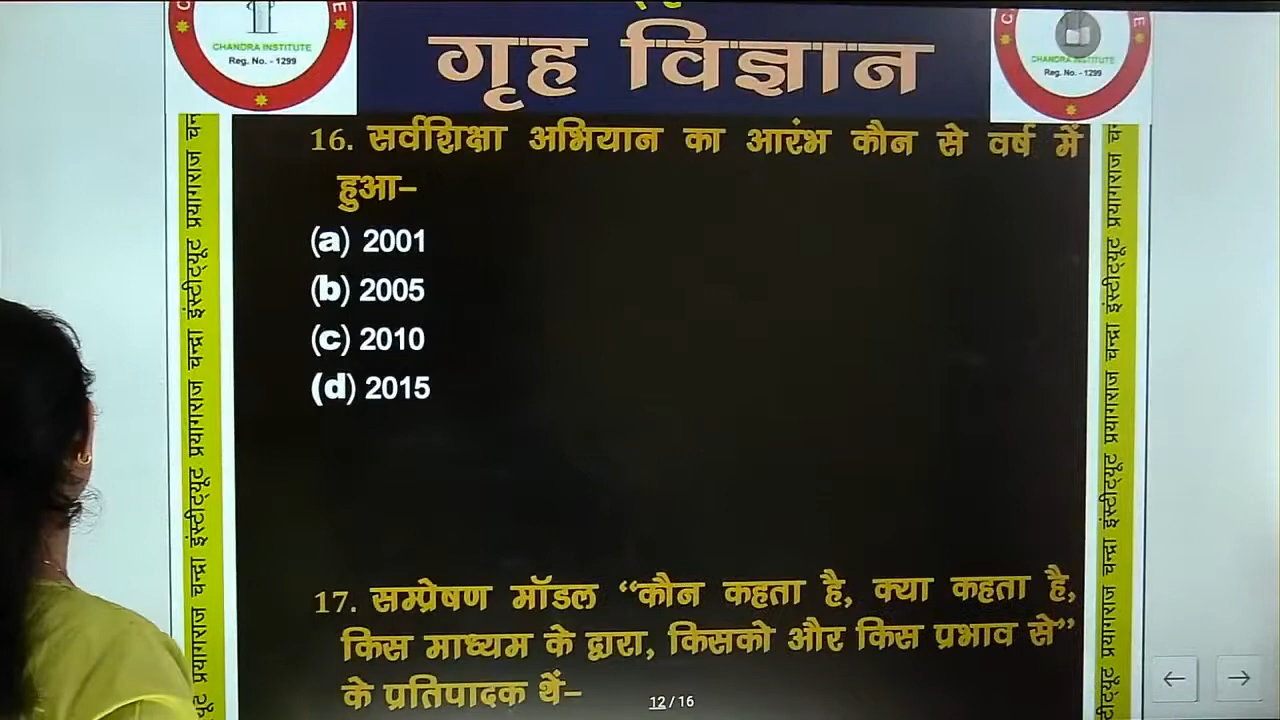 CHANDRA INSTITUTE
Reg. No. - 1299
गृह विज्ञान
CHANDRA INSTITUTE
Reg. No. - 1299
16. सर्वशिक्षा अभियान का आरंभ कौन से वर्ष में
हुआ–
(a) 2001
(b) 2005
(c) 2010
(d) 2015
17. सम्प्रेषण मॉडल “कौन कहता है, क्या कहता है,
किस माध्यम के द्वारा, किसको और किस प्रभाव से”
के प्रतिपादक थें–
12 / 16
चन्द्रा इंस्टीट्यूट प्रयागराज
चन्द्रा इंस्टीट्यूट प्रयागराज
चन्द्रा इंस्टीट्यूट प्रयागराज
चन्द्रा इंस्टीट्यूट प्रयागराज